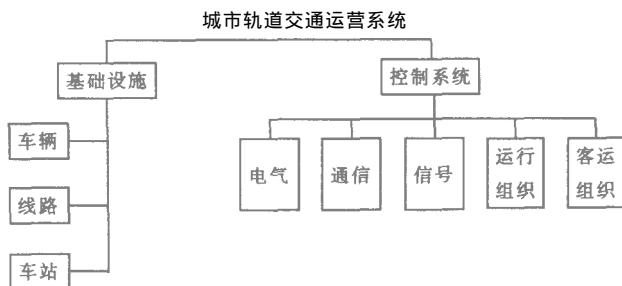 城市轨道交通运营系统
基础设施
控制系统
车辆
线路
车站
电气
通信
信号
运行
组织
客运
组织